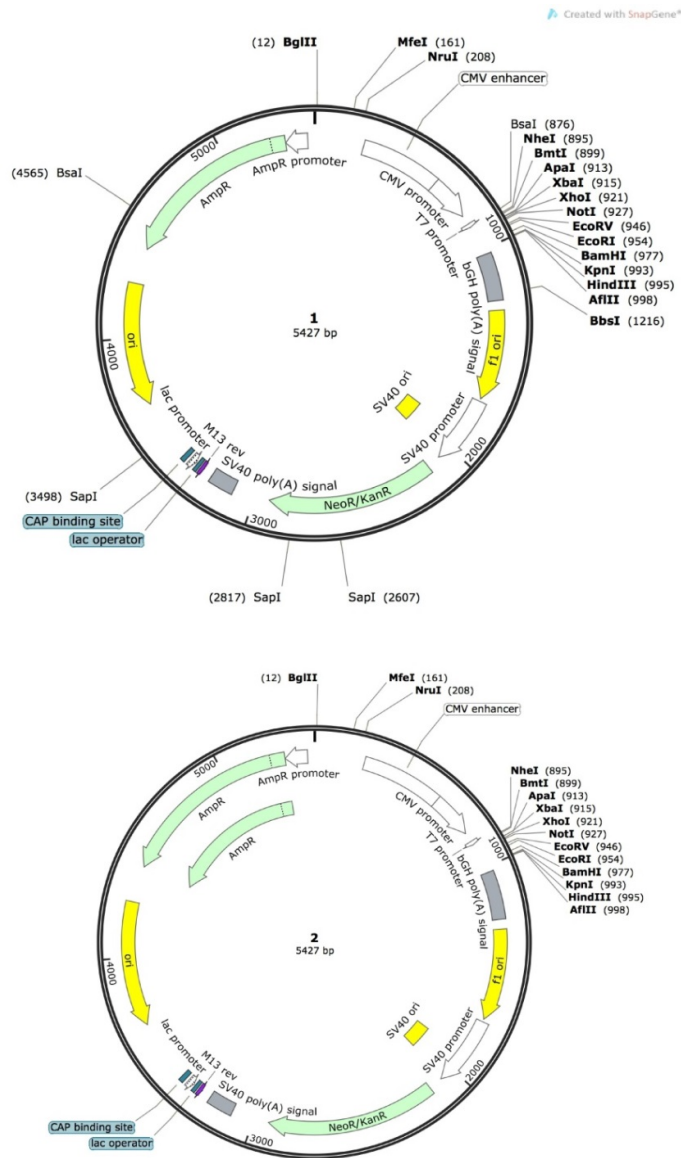 Created with SnapGene®
(12) BglII
MfeI (161)
NruI (208)
CMV enhancer
BsaI (876)
NheI (895)
BmtI (899)
ApaI (913)
XbaI (915)
XhoI (921)
NotI (927)
EcoRV (946)
EcoRI (954)
BamHI (977)
KpnI (993)
HindIII (995)
AflII (998)
BbsI (1216)
(4565) BsaI
5000
AmpR promoter
AmpR
CMV promoter
T7 promoter
1000
bGH poly(A) signal
f1 ori
1
5427 bp
ori
4000
SV40 ori
SV40 promoter
2000
lac promoter
M13 rev
SV40 poly(A) signal
NeoR/KanR
3000
(3498) SapI
CAP binding site
lac operator
(2817) SapI
SapI (2607)
(12) BglII
MfeI (161)
NruI (208)
CMV enhancer
NheI (895)
BmtI (899)
ApaI (913)
XbaI (915)
XhoI (921)
NotI (927)
EcoRV (946)
EcoRI (954)
BamHI (977)
KpnI (993)
HindIII (995)
AflII (998)
5000
AmpR promoter
AmpR
AmpR
CMV promoter
T7 promoter
1000
bGH poly(A) signal
f1 ori
2
5427 bp
ori
4000
SV40 ori
SV40 promoter
2000
lac promoter
M13 rev
SV40 poly(A) signal
NeoR/KanR
3000
CAP binding site
lac operator